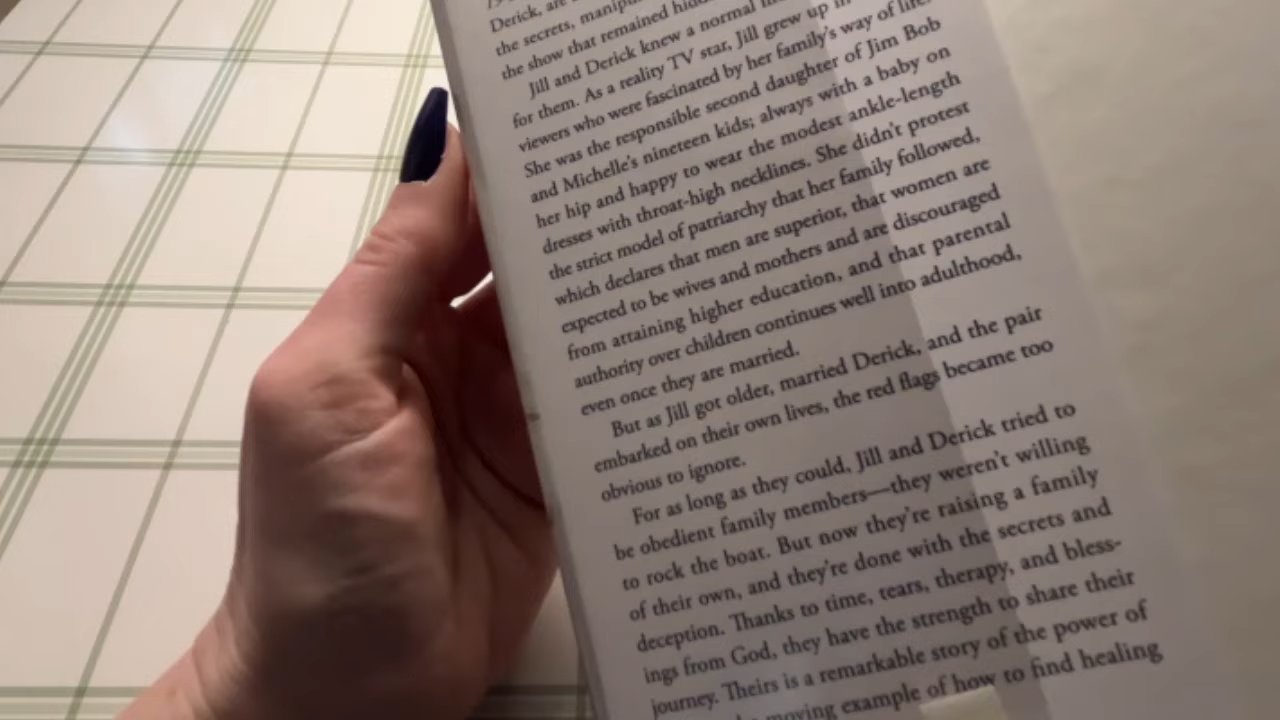 Derick, are
the secrets, manipu
the show that remained hidd
Jill and Derick knew a normal
for them. As a reality TV star, Jill grew up in
viewers who were fascinated by her family's way of life.
She was the responsible second daughter of Jim Bob
and Michelle's nineteen kids; always with a baby on
her hip and happy to wear the modest ankle-length
dresses with throat-high necklines. She didn't protest
the strict model of patriarchy that her family followed,
which declares that men are superior, that women are
expected to be wives and mothers and are discouraged
from attaining higher education, and that parental
authority over children continues well into adulthood,
even once they are married.
But as Jill got older, married Derick, and the pair
embarked on their own lives, the red flags became too
obvious to ignore.
For as long as they could, Jill and Derick tried to
be obedient family members—they weren't willing
to rock the boat. But now they're raising a family
of their own, and they're done with the secrets and
deception. Thanks to time, tears, therapy, and bless-
ings from God, they have the strength to share their
journey. Theirs is a remarkable story of the power of
moving example of how to find healing